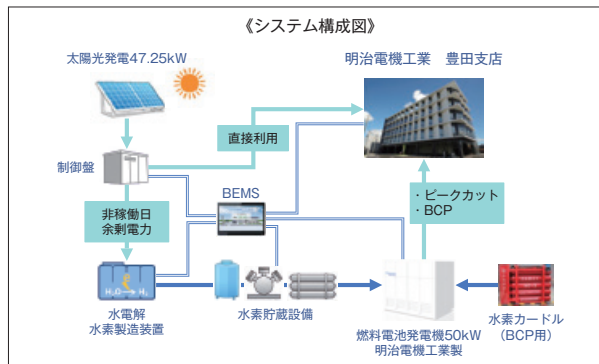 《システム構成図》
太陽光発電47.25kW
明治電機工業　豊田支店
直接利用
制御盤
BEMS
・ピークカット
・BCP
非稼働日
余剰電力
H₂O→H₂
水電解
水素製造装置
水素貯蔵設備
燃料電池発電機50kW
明治電機工業製
水素カードル
（BCP用）